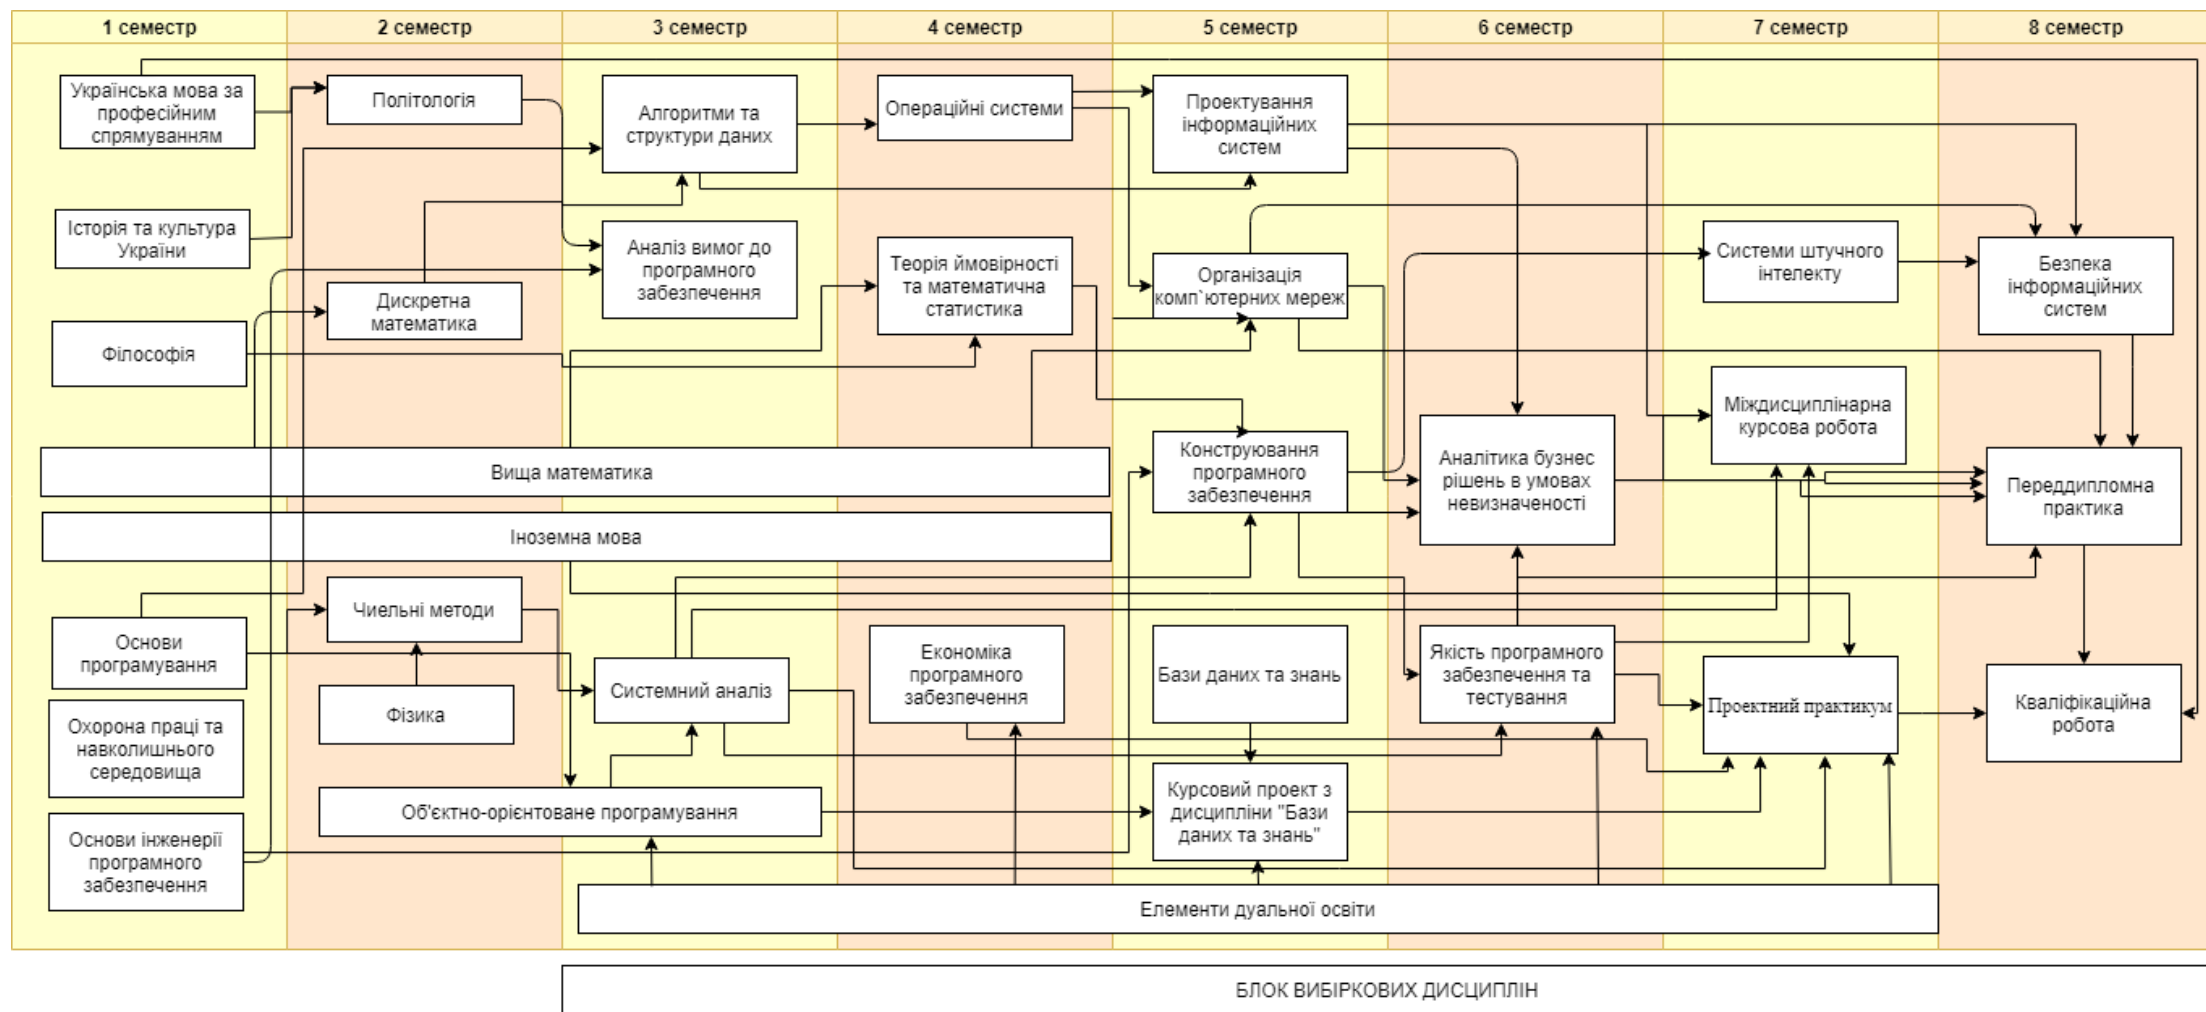 1 семестр
2 семестр
3 семестр
4 семестр
5 семестр
6 семестр
7 семестр
8 семестр
Українська мова за
професійним
спрямуванням
Історія та культура
України
Філософія
Вища математика
Іноземна мова
Основи
програмування
Охорона праці та
навколишнього
середовища
Основи інженерії
програмного
забезпечення
Політологія
Дискретна
математика
Чиельні методи
Фізика
Об'єктно-орієнтоване програмування
Алгоритми та
структури даних
Аналіз вимог до
програмного
забезпечення
Системний аналіз
Елементи дуальної освіти
Операційні системи
Теорія ймовірності
та математична
статистика
Економіка
програмного
забезпечення
Проектування
інформаційних
систем
Організація
комп`ютерних мереж
Конструювання
програмного
забезпечення
Бази даних та знань
Курсовий проект з
дисципліни "Бази
даних та знань"
Аналітика бузнес
рішень в умовах
невизначеності
Якість програмного
забезпечення та
тестування
Системи штучного
інтелекту
Міждисциплінарна
курсова робота
Проектний практикум
Безпека
інформаційних
систем
Переддипломна
практика
Кваліфікаційна
робота
БЛОК ВИБІРКОВИХ ДИСЦИПЛІН